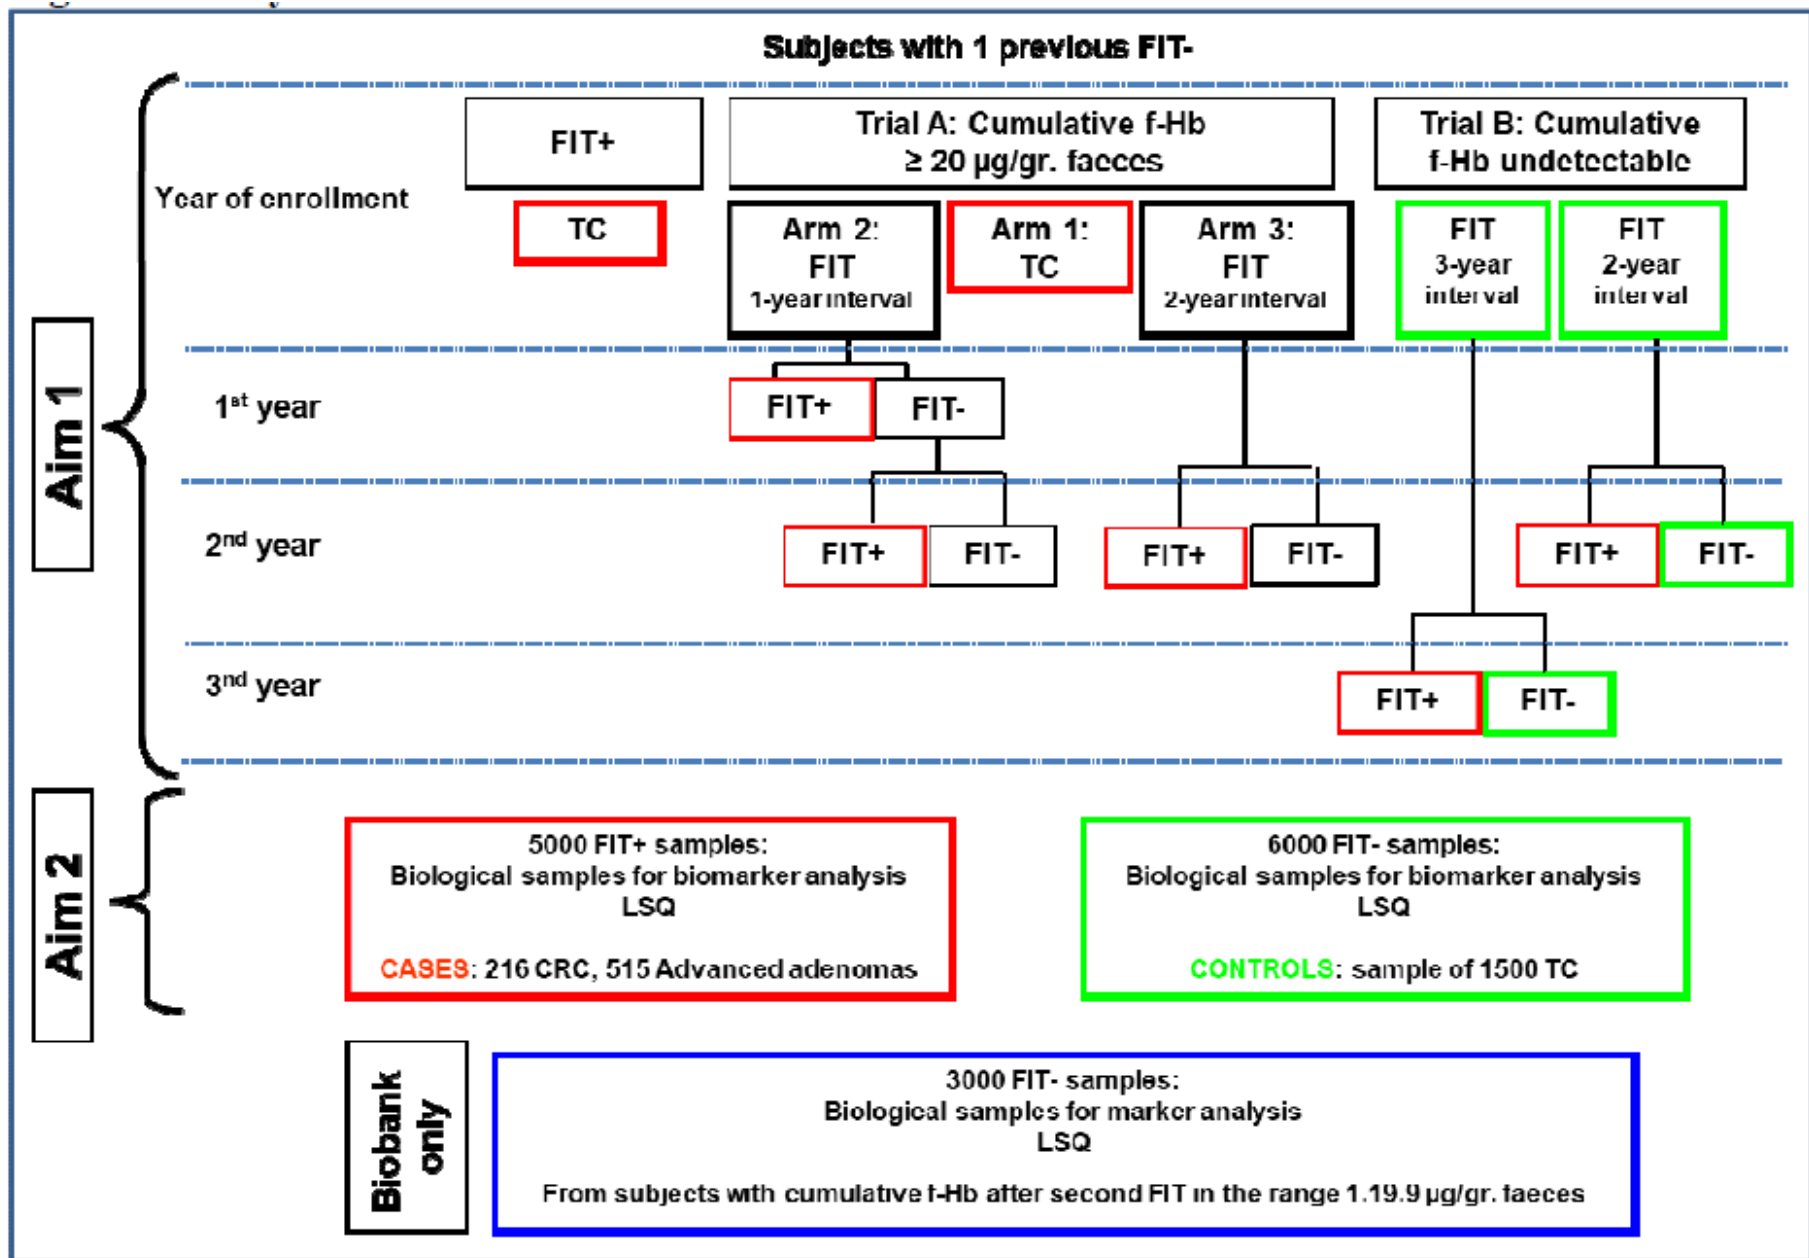 Subjects with 1 previous FIT-
FIT+
Trial A: Cumulative f-Hb
≥ 20 µg/gr. faeces
Trial B: Cumulative
f-Hb undetectable
Year of enrollment
TC
Arm 2:
FIT
1-year interval
Arm 1:
TC
Arm 3:
FIT
2-year interval
FIT
3-year
interval
FIT
2-year
interval
Aim 1
1st year
FIT+
FIT-
2nd year
FIT+
FIT-
FIT+
FIT-
FIT+
FIT-
3nd year
FIT+
FIT-
Aim 2
5000 FIT+ samples:
Biological samples for biomarker analysis
LSQ
CASES: 216 CRC, 515 Advanced adenomas
6000 FIT- samples:
Biological samples for biomarker analysis
LSQ
CONTROLS: sample of 1500 TC
Biobank
only
3000 FIT- samples:
Biological samples for marker analysis
LSQ
From subjects with cumulative f-Hb after second FIT in the range 1.19.9 µg/gr. faeces